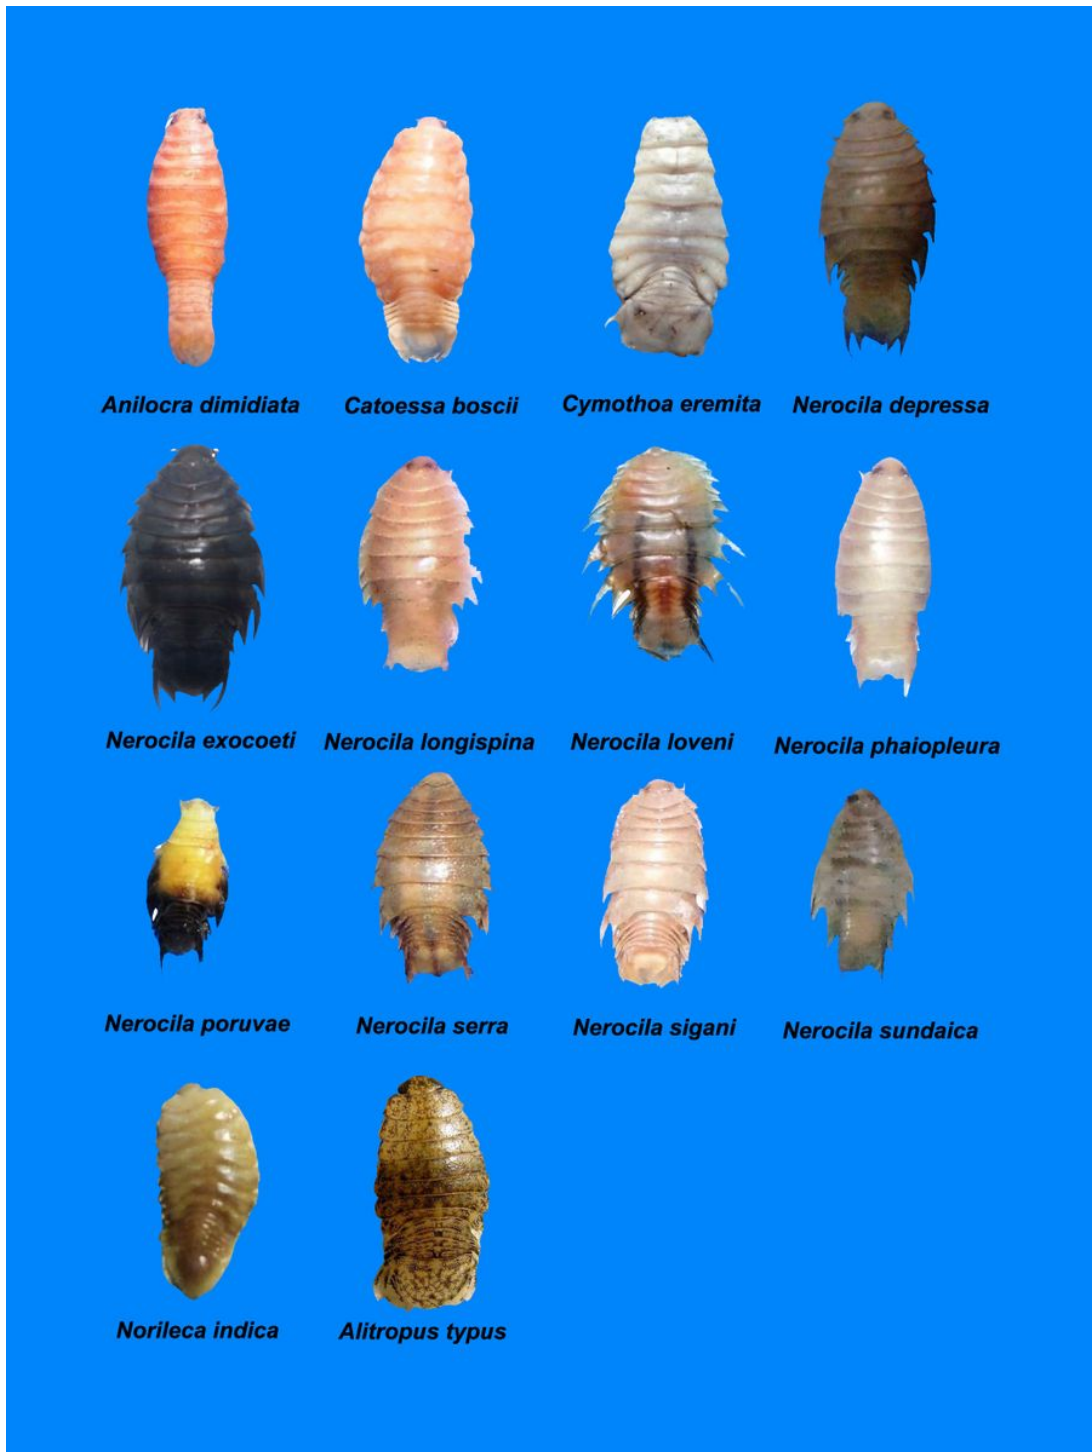 Anilocra dimidiata
Catoessa boscii
Cymothoa eremita
Nerocila depressa
Nerocila exocoeti
Nerocila longispina
Nerocila loveni
Nerocila phaiopleura
Nerocila poruvae
Nerocila serra
Nerocila sigani
Nerocila sundaica
Norileca indica
Alitropus typus